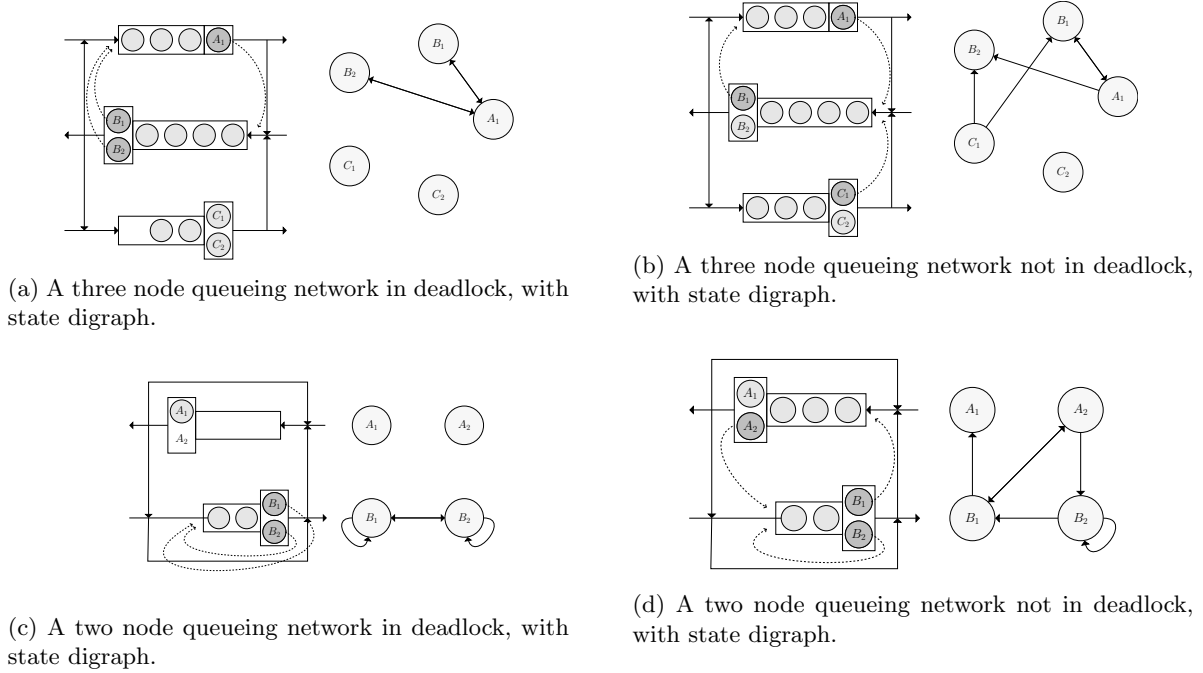 A₁
B₁
B₂
C₁
C₂
B₁
B₂
A₁
C₁
C₂
(a) A three node queueing network in deadlock, with
state digraph.
A₁
B₁
B₂
C₁
C₂
B₁
B₂
A₁
C₁
C₂
(b) A three node queueing network not in deadlock,
with state digraph.
A₁
A₂
B₁
B₂
A₁
A₂
B₁
B₂
(c) A two node queueing network in deadlock, with
state digraph.
A₁
A₂
B₁
B₂
A₁
A₂
B₁
B₂
(d) A two node queueing network not in deadlock,
with state digraph.